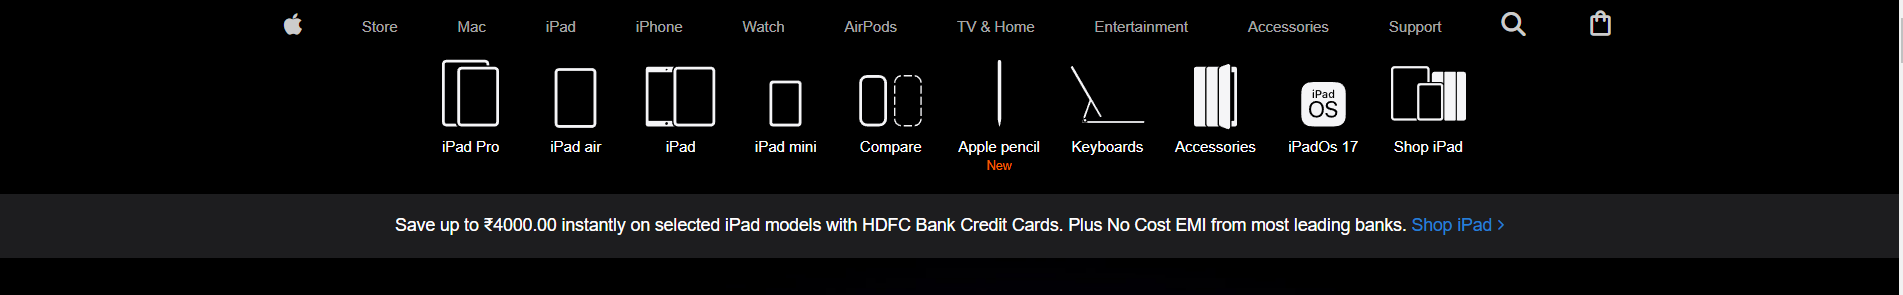 Store Mac iPad iPhone Watch AirPods TV & Home Entertainment Accessories Support
iPad
OS
iPad Pro iPad air iPad iPad mini Compare Apple pencil Keyboards Accessories iPadOs 17 Shop iPad
New
Save up to ₹4000.00 instantly on selected iPad models with HDFC Bank Credit Cards. Plus No Cost EMI from most leading banks. Shop iPad >